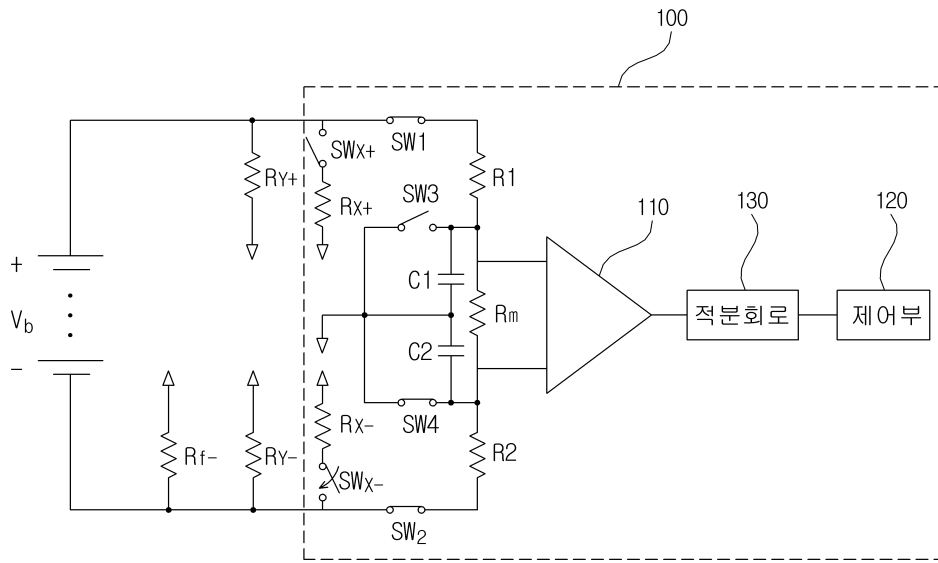 100
SWX+
SW1
RY+
R1
RX+
SW3
130
120
110
+
C1
Vb
Rm
적분회로
제어부
C2
-
RX-
SW4
Rf-
RY-
R2
SWX-
SW2